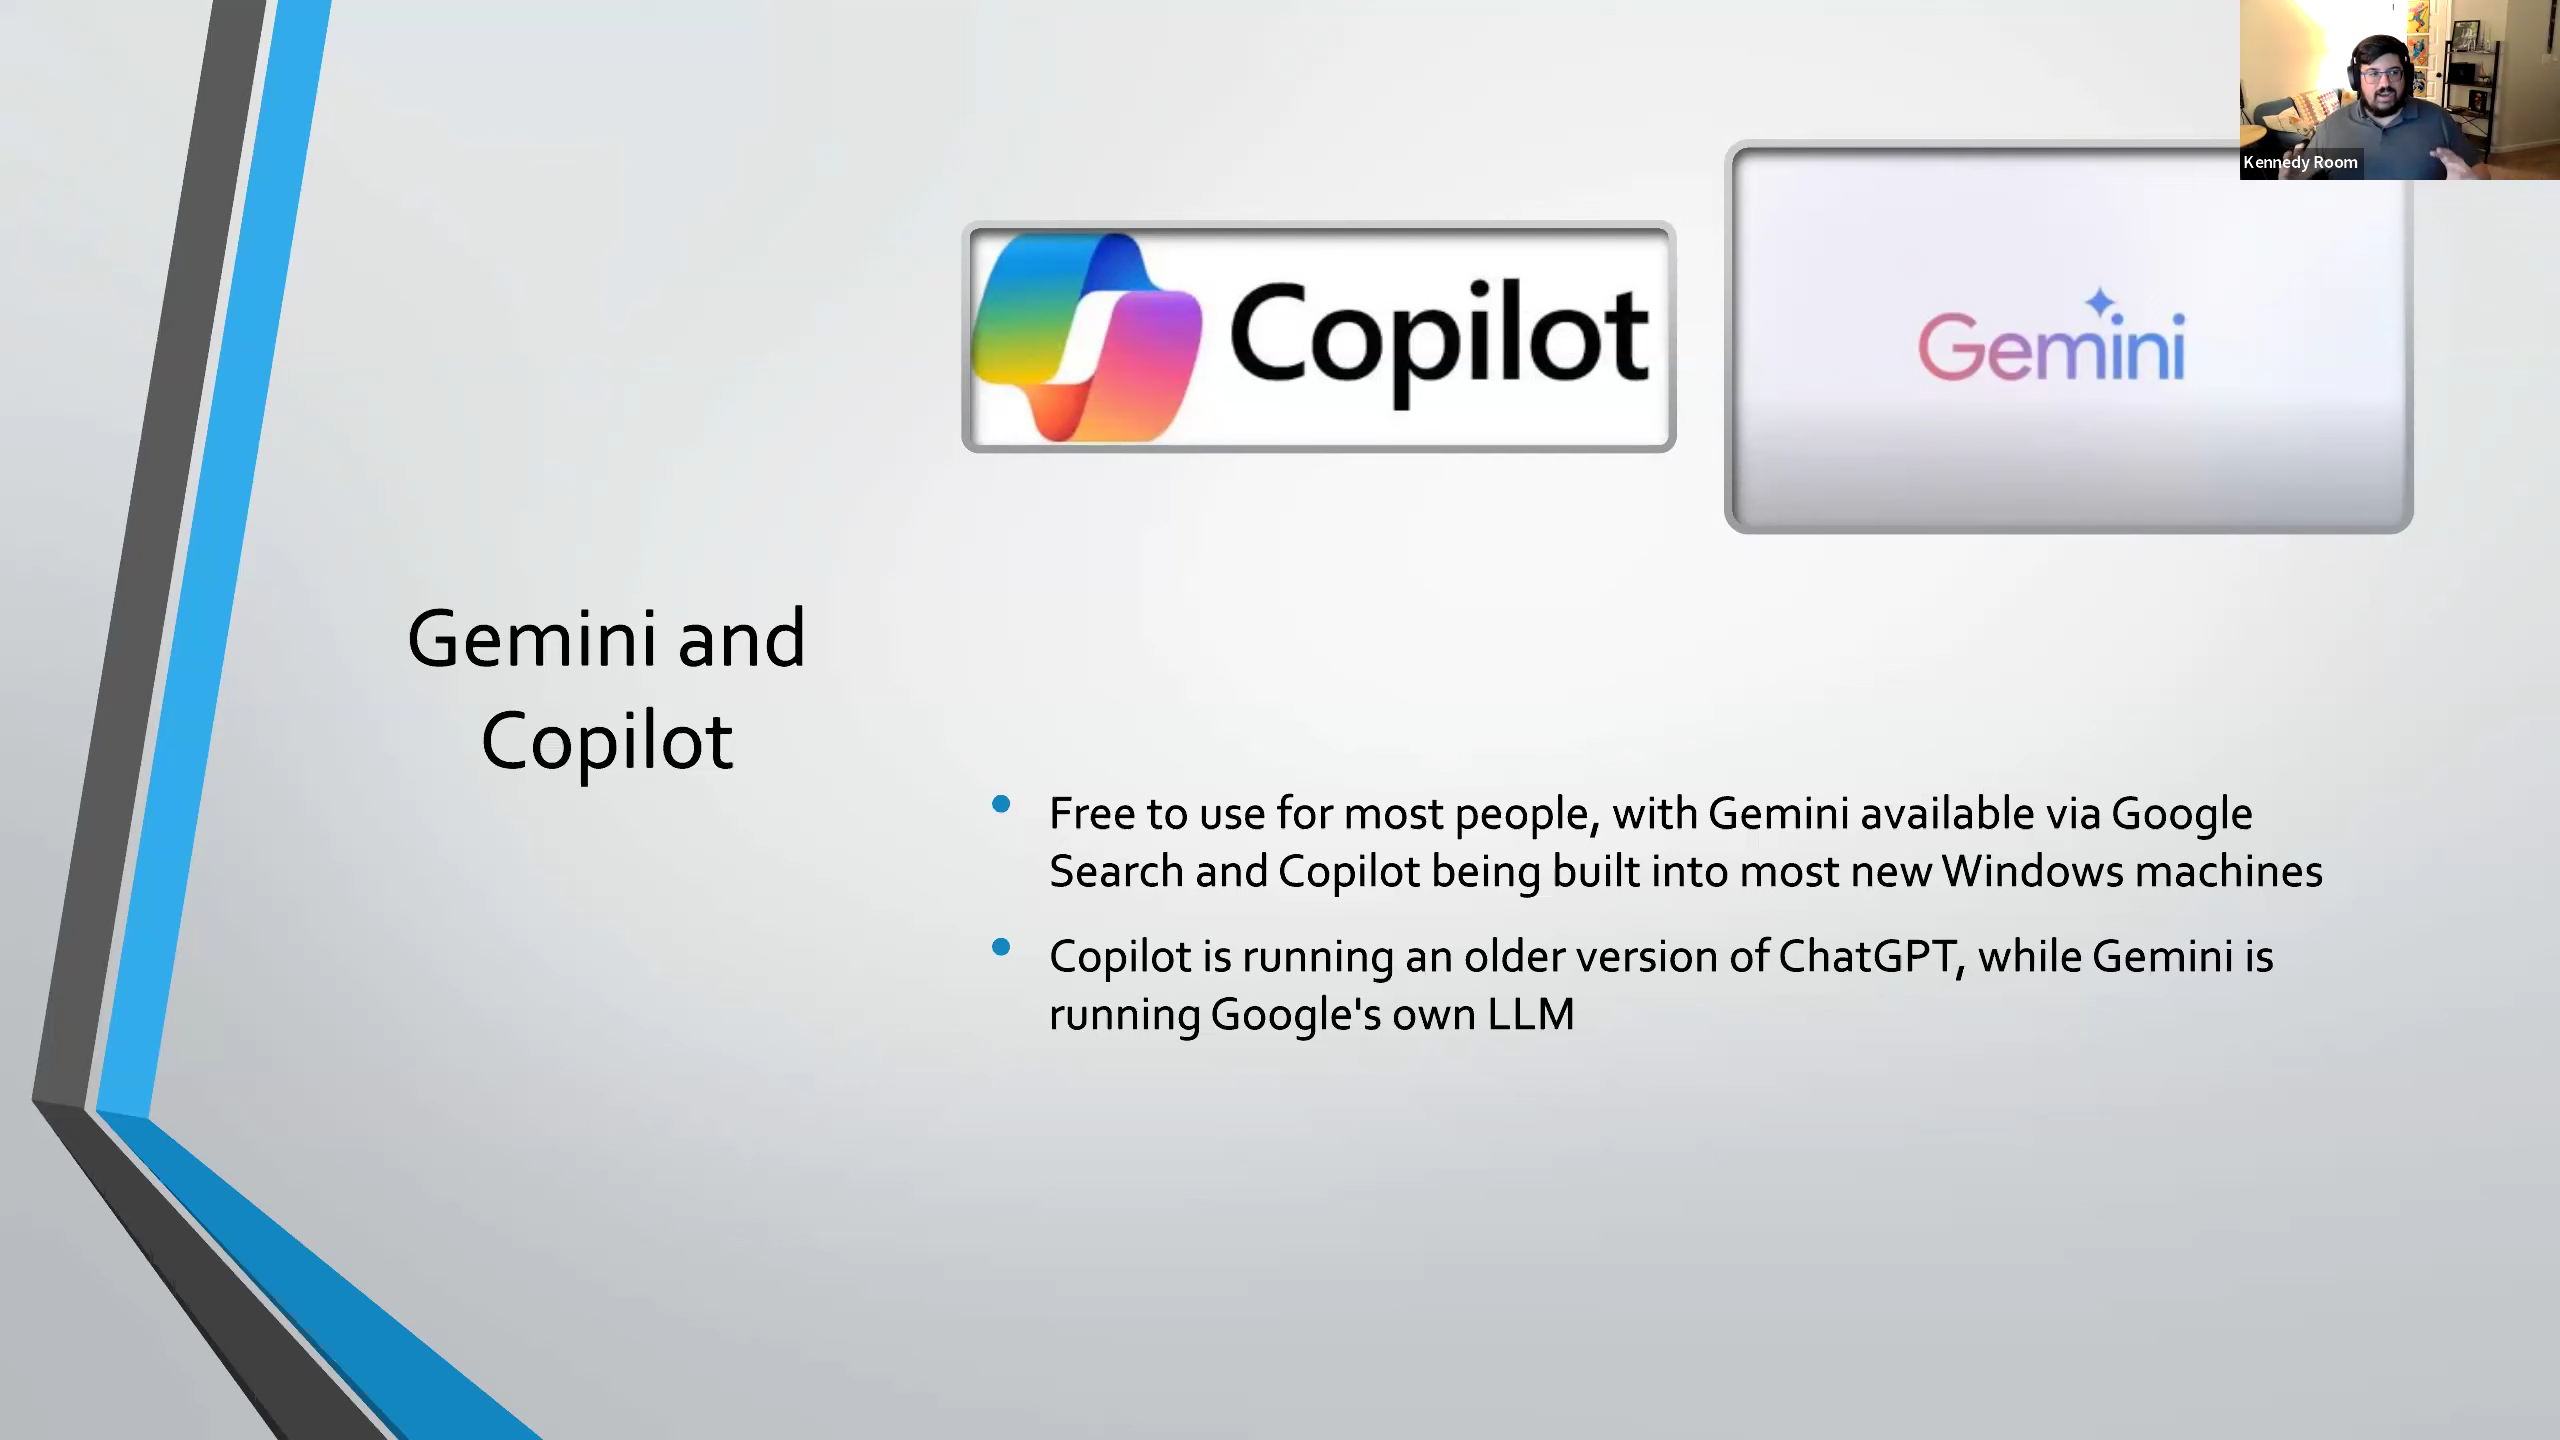 Kennedy Room
Copilot
Gemini
Gemini and
Copilot
Free to use for most people, with Gemini available via Google
Search and Copilot being built into most new Windows machines
Copilot is running an older version of ChatGPT, while Gemini is
running Google's own LLM